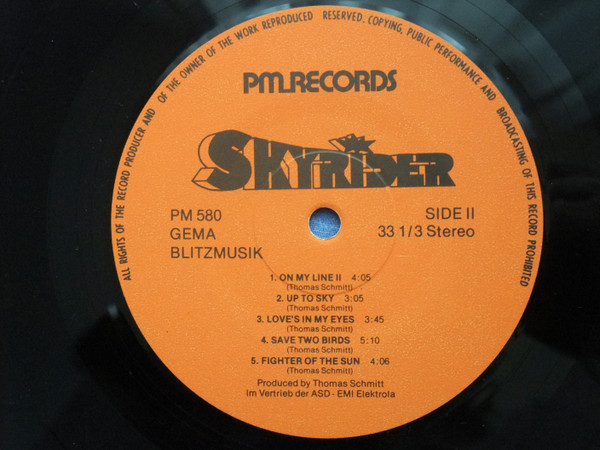 ALL RIGHTS OF THE RECORD PRODUCER AND OF THE OWNER OF THE WORK REPRODUCED RESERVED. COPYING, PUBLIC PERFORMANCE AND BROADCASTING OF THIS RECORD PROHIBITED
PM RECORDS
SKYRIDER
PM 580
GEMA
BLITZMUSIK
SIDE II
33 1/3 Stereo
1. ON MY LINE II 4:05
(Thomas Schmitt)
2. UP TO SKY 3:05
(Thomas Schmitt)
3. LOVE'S IN MY EYES 3:45
(Thomas Schmitt)
4. SAVE TWO BIRDS 5:10
(Thomas Schmitt)
5. FIGHTER OF THE SUN 4:06
(Thomas Schmitt)
Produced by Thomas Schmitt
Im Vertrieb der ASD - EMI Elektrola